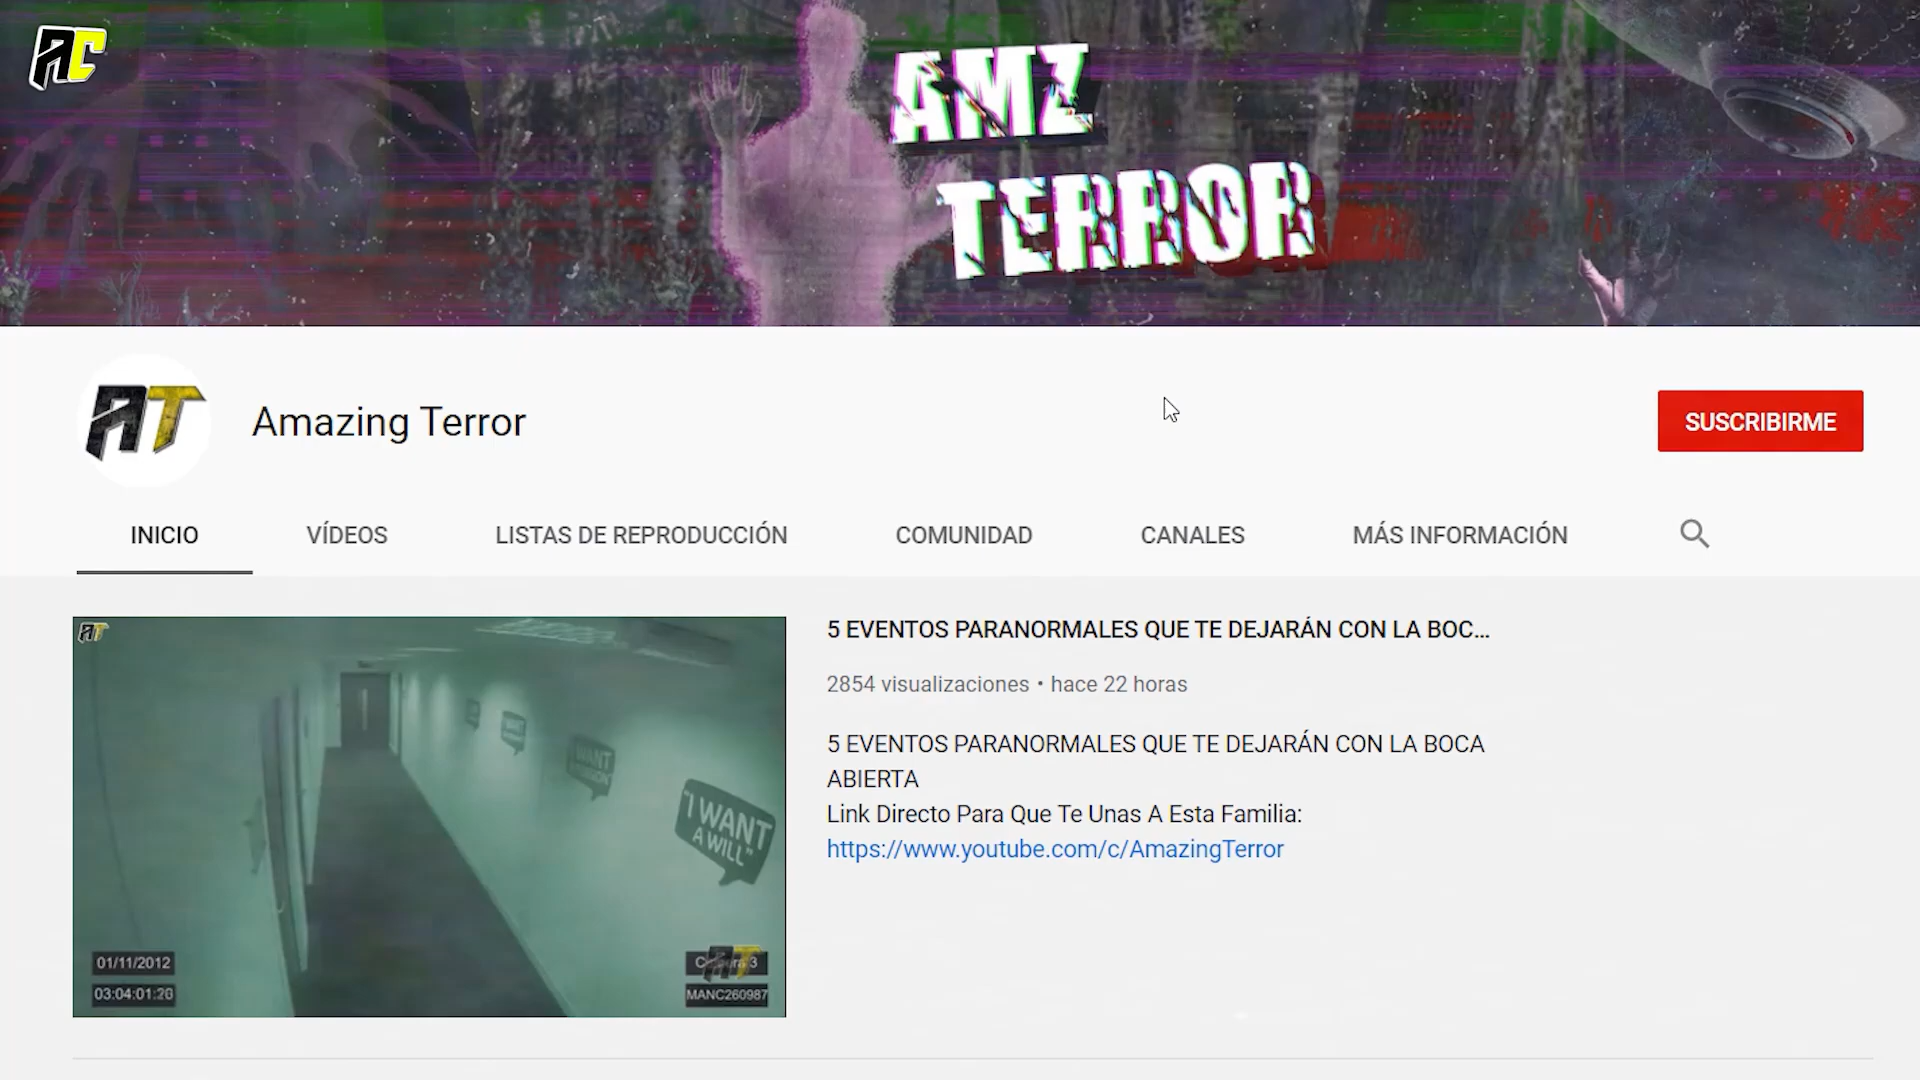 AC
AMZ
TERROR
AT
Amazing Terror
SUSCRIBIRME
INICIO
VÍDEOS
LISTAS DE REPRODUCCIÓN
COMUNIDAD
CANALES
MÁS INFORMACIÓN
AT
5 EVENTOS PARANORMALES QUE TE DEJARÁN CON LA BOC...
2854 visualizaciones • hace 22 horas
5 EVENTOS PARANORMALES QUE TE DEJARÁN CON LA BOCA
ABIERTA
Link Directo Para Que Te Unas A Esta Familia:
https://www.youtube.com/c/AmazingTerror
WANT
"I WANT
A WILL"
01/11/2012
03:04:01:26
AT
MANC260987